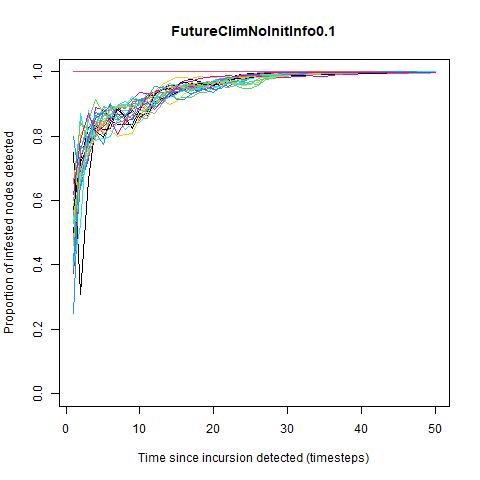 FutureClimNoInitInfo0.1
Proportion of infested nodes detected
1.0
0.8
0.6
0.4
0.2
0.0
0 10 20 30 40 50
Time since incursion detected (timesteps)